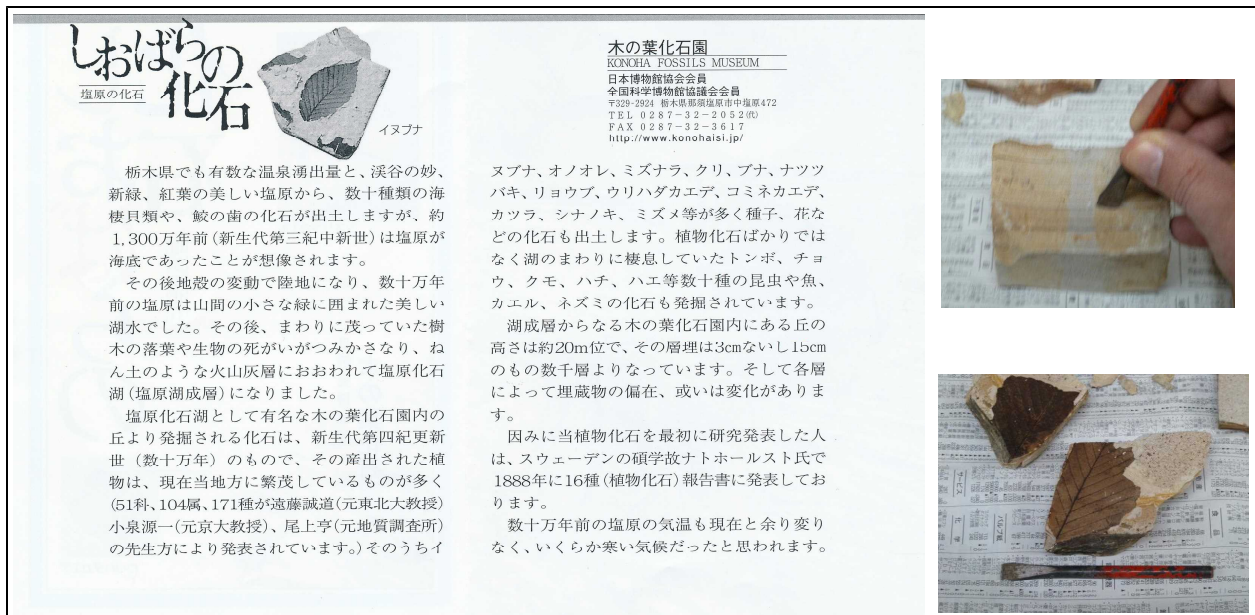 しおばらの
化石
塩原の化石
イヌブナ
木の葉化石園
KONOHA FOSSILS MUSEUM
日本博物館協会会員
全国科学博物館協議会会員
〒329-2924 栃木県那須塩原市中塩原472
TEL 0287-32-2052(代)
FAX 0287-32-3617
http://www.konohaisi.jp/
栃木県でも有数な温泉湧出量と、渓谷の妙、
新緑、紅葉の美しい塩原から、数十種類の海
棲貝類や、鮫の歯の化石が出土しますが、約
1,300万年前(新生代第三紀中新世)は塩原が
海底であったことが想像されます。
その後地殻の変動で陸地になり、数十万年
前の塩原は山間の小さな緑に囲まれた美しい
湖水でした。その後、まわりに茂っていた樹
木の落葉や生物の死がいがつみかさなり、ね
ん土のような火山灰層におおわれて塩原化石
湖(塩原湖成層)になりました。
塩原化石湖として有名な木の葉化石園内の
丘より発掘される化石は、新生代第四紀更新
世(数十万年)のもので、その産出された植
物は、現在当地方に繁茂しているものが多く
(51科、104属、171種が遠藤誠道(元東北大教授)
小泉源一(元京大教授)、尾上亨(元地質調査所)
の先生方により発表されています。)そのうちイ
ヌブナ、オノオレ、ミズナラ、クリ、ブナ、ナツツ
バキ、リョウブ、ウリハダカエデ、コミネカエデ、
カツラ、シナノキ、ミズメ等が多く種子、花な
どの化石も出土します。植物化石ばかりでは
なく湖のまわりに棲息していたトンボ、チョ
ウ、クモ、ハチ、ハエ等数十種の昆虫や魚、
カエル、ネズミの化石も発掘されています。
湖成層からなる木の葉化石園内にある丘の
高さは約20m位で、その層埋は3cmないし15cm
のもの数千層よりなっています。そして各層
によって埋蔵物の偏在、或いは変化がありま
す。
因みに当植物化石を最初に研究発表した人
は、スウェーデンの碩学故ナトホールスト氏で
1888年に16種(植物化石)報告書に発表してお
ります。
数十万年前の塩原の気温も現在と余り変り
なく、いくらか寒い気候だったと思われます。